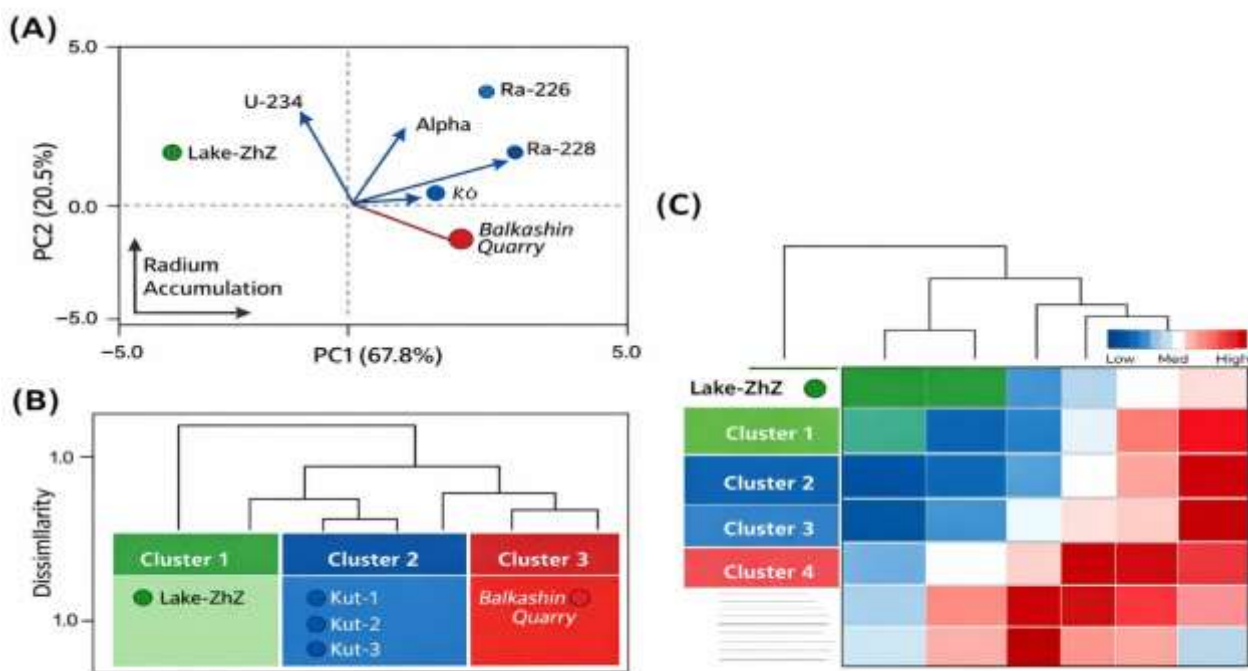 (A)
5.0
U-234
Ra-226
Alpha
Lake-ZhZ
Ra-228
Kò
PC2 (20.5%)
0.0
Balkashin
Quarry
Radium
Accumulation
−5.0
−5.0
PC1 (67.8%)
5.0
(B)
1.0
Dissimilarity
Cluster 1
Cluster 2
Cluster 3
Lake-ZhZ
Kut-1
Kut-2
Kut-3
Balkashin
Quarry
1.0
(C)
Low
Med
High
Lake-ZhZ
Cluster 1
Cluster 2
Cluster 3
Cluster 4